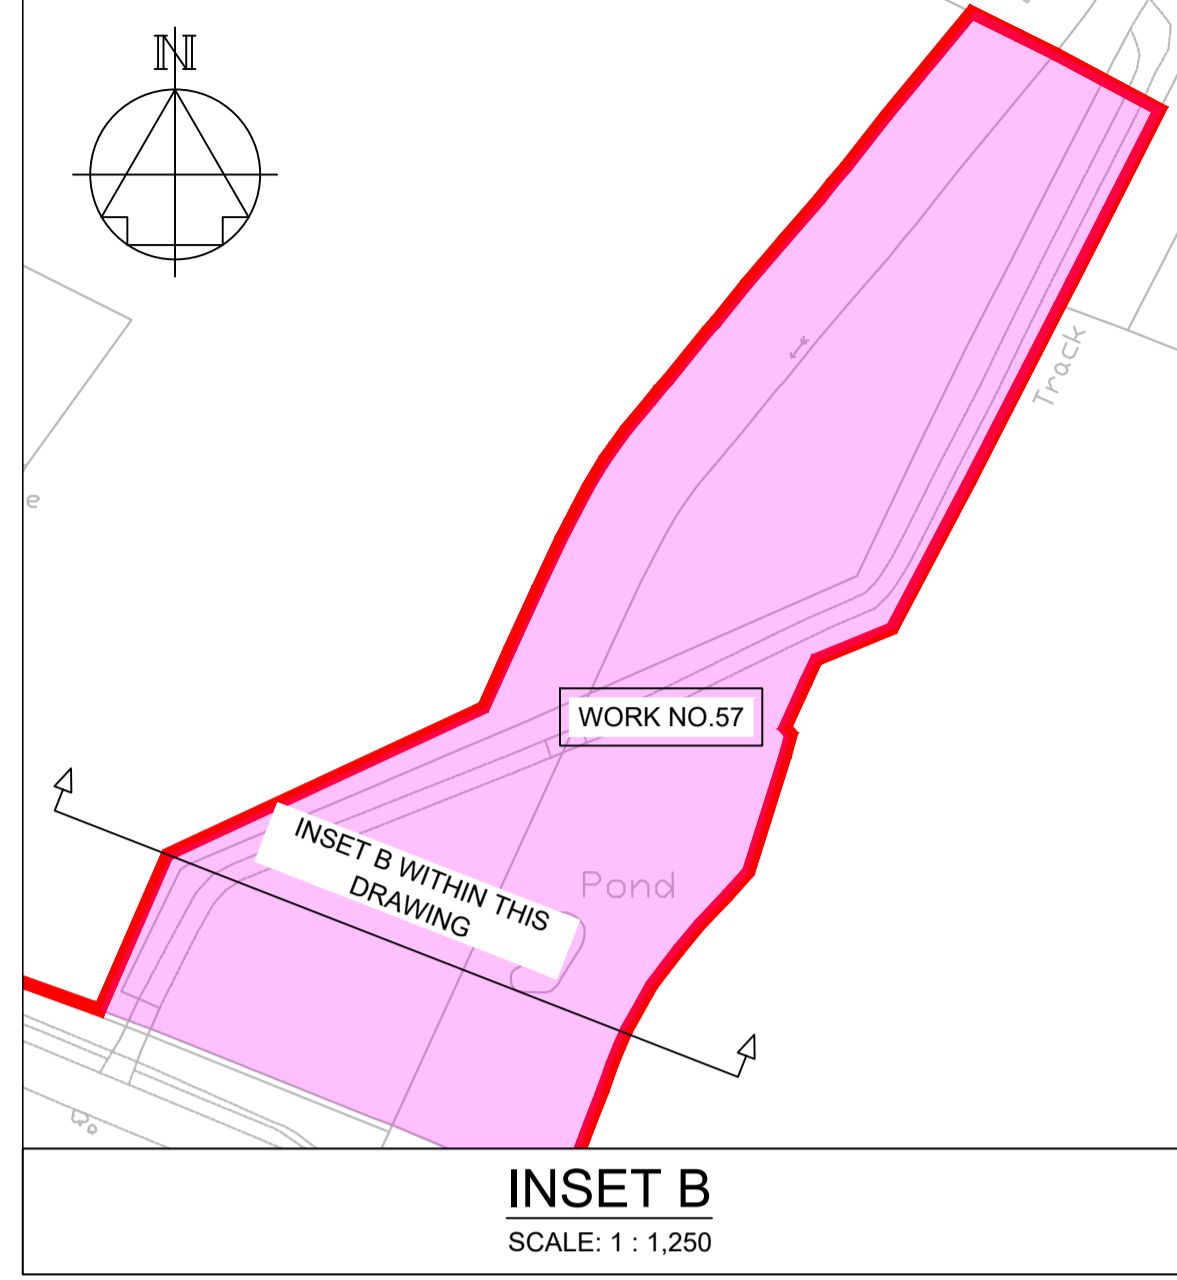 N
Track
e
WORK NO.57
INSET B WITHIN THIS
DRAWING
Pond
INSET B
SCALE: 1 : 1,250